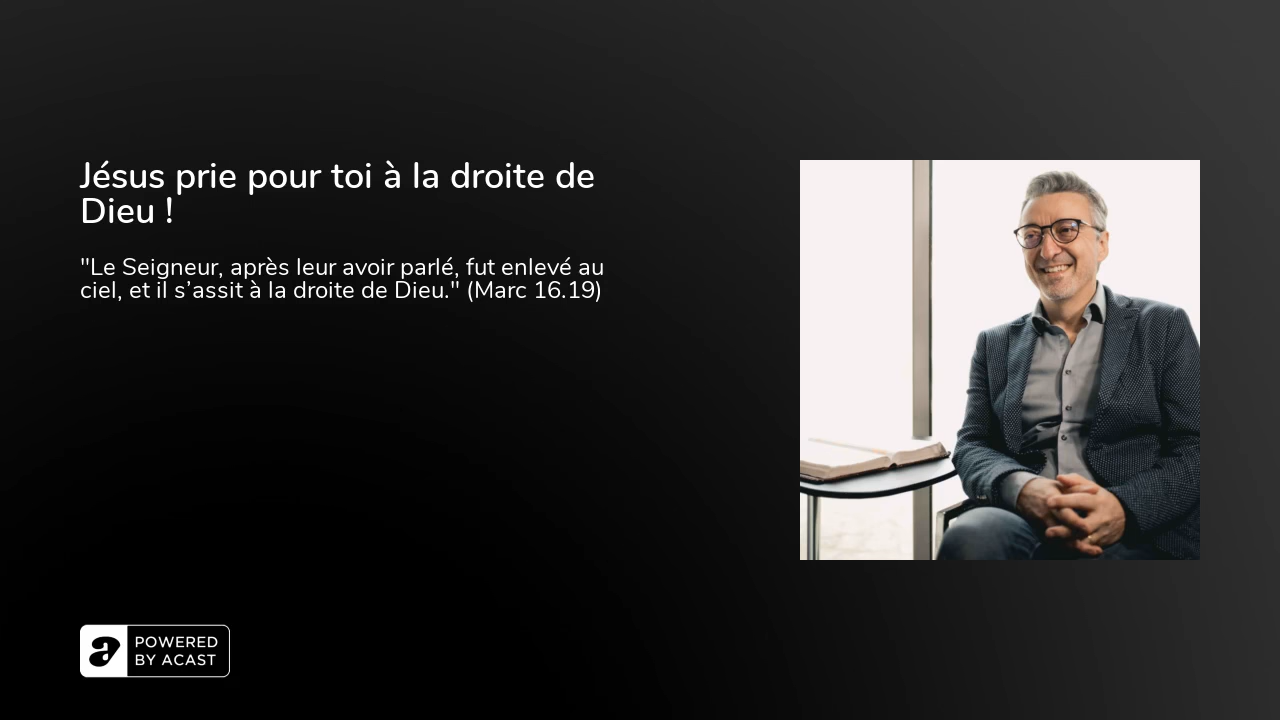 Jésus prie pour toi à la droite de
Dieu !
"Le Seigneur, après leur avoir parlé, fut enlevé au
ciel, et il s’assit à la droite de Dieu." (Marc 16.19)
POWERED
BY ACAST